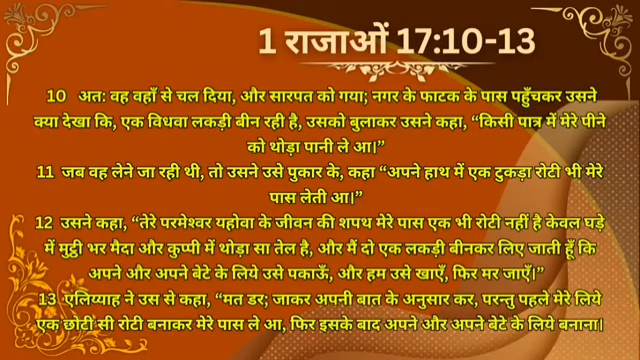 1 राजाओं 17:10-13
10 अतः वह वहाँ से चल दिया, और सारपत को गया; नगर के फाटक के पास पहुँचकर उसने
क्या देखा कि, एक विधवा लकड़ी बीन रही है, उसको बुलाकर उसने कहा, “किसी पात्र में मेरे पीने
को थोड़ा पानी ले आ।”
11 जब वह लेने जा रही थी, तो उसने उसे पुकार के, कहा “अपने हाथ में एक टुकड़ा रोटी भी मेरे
पास लेती आ।”
12 उसने कहा, “तेरे परमेश्वर यहोवा के जीवन की शपथ मेरे पास एक भी रोटी नहीं है केवल घड़े
में मुट्ठी भर मैदा और कुप्पी में थोड़ा सा तेल है, और मैं दो एक लकड़ी बीनकर लिए जाती हूँ कि
अपने और अपने बेटे के लिये उसे पकाऊँ, और हम उसे खाएँ, फिर मर जाएँ।”
13 एलिय्याह ने उस से कहा, “मत डर; जाकर अपनी बात के अनुसार कर, परन्तु पहले मेरे लिये
एक छोटी सी रोटी बनाकर मेरे पास ले आ, फिर इसके बाद अपने और अपने बेटे के लिये बनाना।